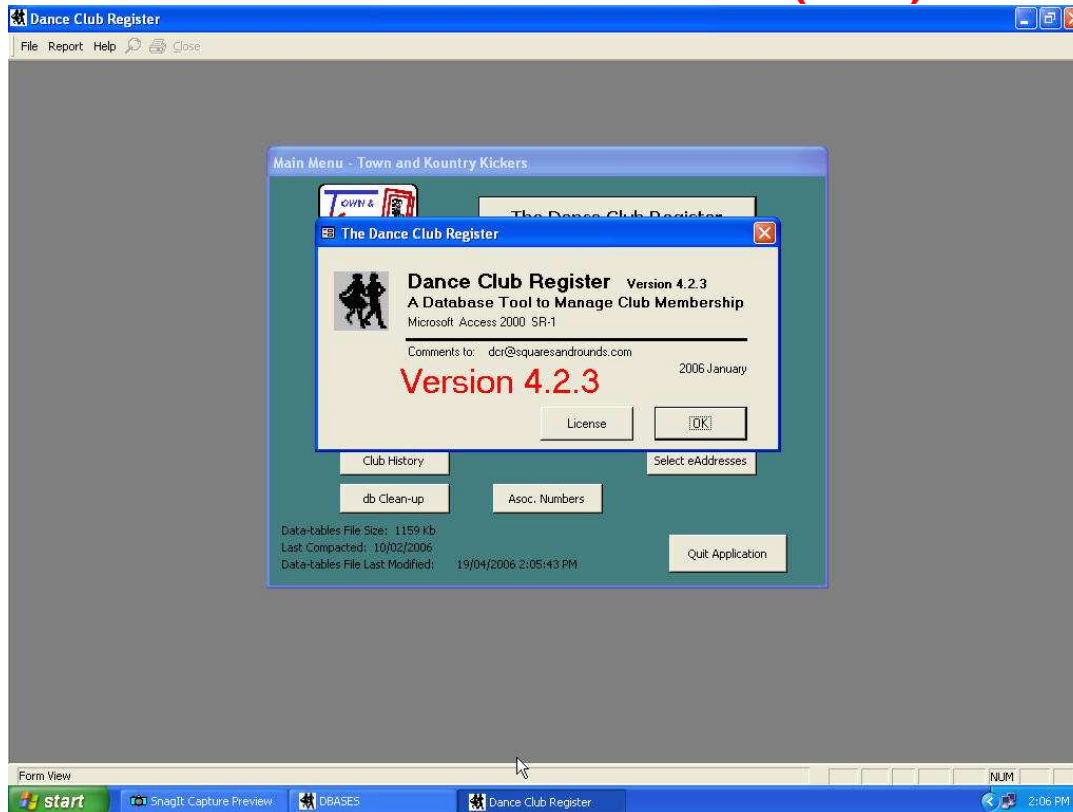 Dance Club Register
File Report Help Close
Main Menu - Town and Kountry Kickers
OWN &
The Dance Club Register
The Dance Club Register
Dance Club Register Version 4.2.3
A Database Tool to Manage Club Membership
Microsoft Access 2000 SR-1
Comments to: dcr@squaresandrounds.com
2006 January
Version 4.2.3
License OK
Club History Select eAddresses
db Clean-up Asoc. Numbers
Data-tables File Size: 1159 Kb
Last Compacted: 10/02/2006
Data-tables File Last Modified: 19/04/2006 2:05:43 PM
Quit Application
Form View NUM
start SnagIt Capture Preview DBASES Dance Club Register 2:06 PM